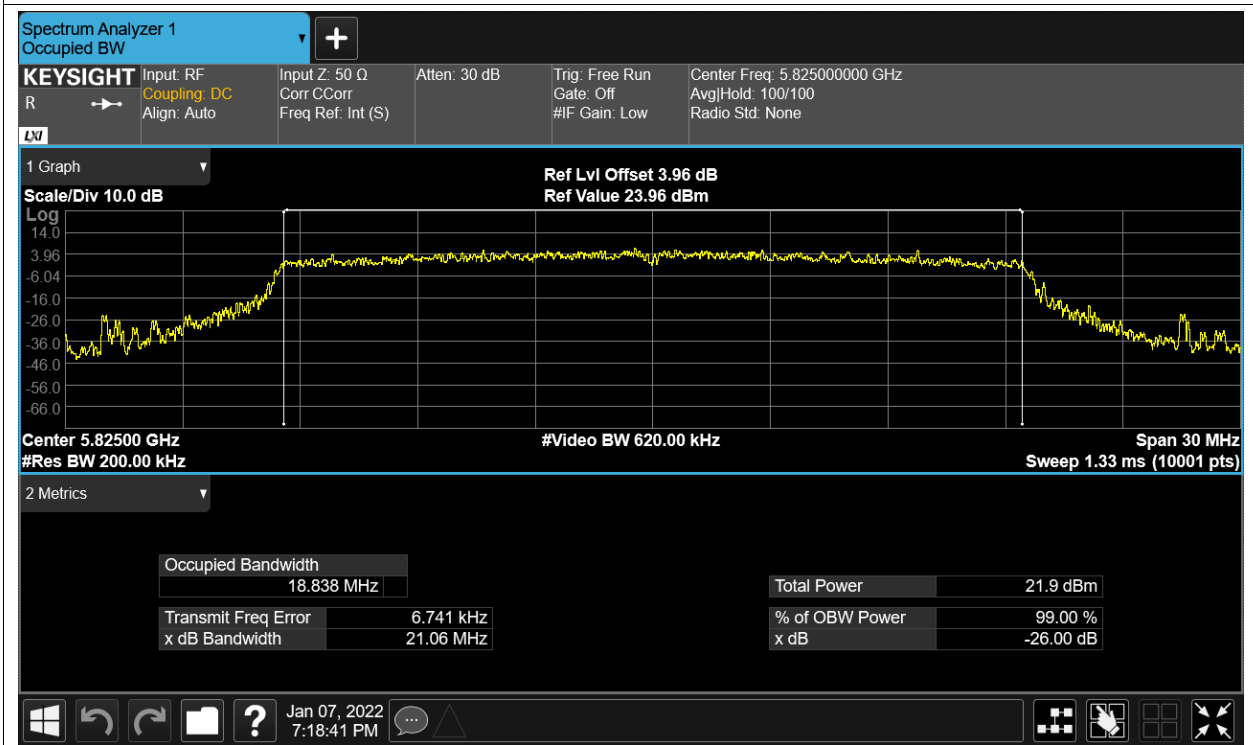 Spectrum Analyzer 1
Occupied BW
KEYSIGHT
R
LXI
Input: RF
Coupling: DC
Align: Auto
Input Z: 50 Ω
Corr CCorr
Freq Ref: Int (S)
Atten: 30 dB
Trig: Free Run
Gate: Off
#IF Gain: Low
Center Freq: 5.825000000 GHz
Avg|Hold: 100/100
Radio Std: None
1 Graph
Scale/Div 10.0 dB
Ref Lvl Offset 3.96 dB
Ref Value 23.96 dBm
Log
14.0
3.96
-6.04
-16.0
-26.0
-36.0
-46.0
-56.0
-66.0
Center 5.82500 GHz
#Video BW 620.00 kHz
Span 30 MHz
#Res BW 200.00 kHz
Sweep 1.33 ms (10001 pts)
2 Metrics
Occupied Bandwidth
18.838 MHz
Transmit Freq Error 6.741 kHz
x dB Bandwidth 21.06 MHz
Total Power 21.9 dBm
% of OBW Power 99.00 %
x dB -26.00 dB
?
Jan 07, 2022
7:18:41 PM